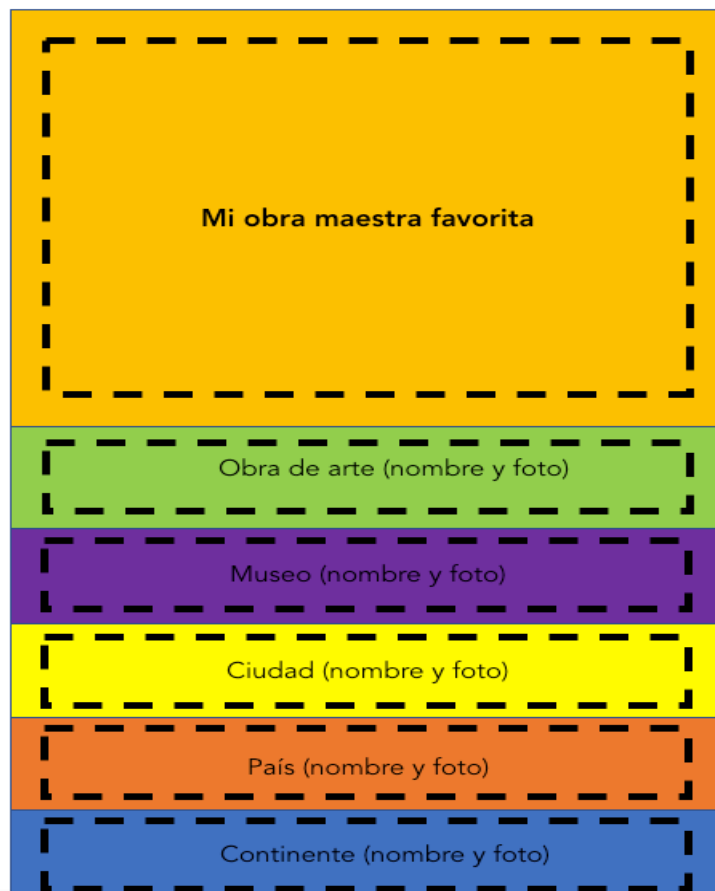 Mi obra maestra favorita
Obra de arte (nombre y foto)
Museo (nombre y foto)
Ciudad (nombre y foto)
País (nombre y foto)
Continente (nombre y foto)